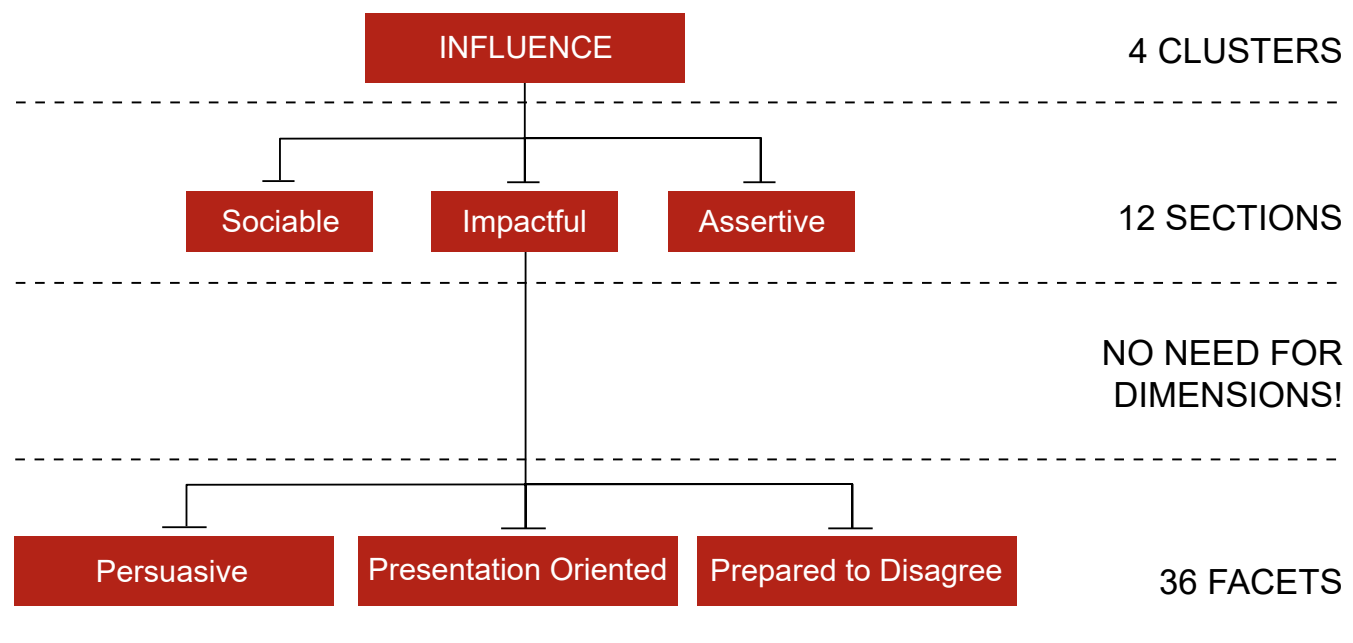 INFLUENCE
4 CLUSTERS
Sociable
Impactful
Assertive
12 SECTIONS
NO NEED FOR
DIMENSIONS!
Persuasive
Presentation Oriented
Prepared to Disagree
36 FACETS